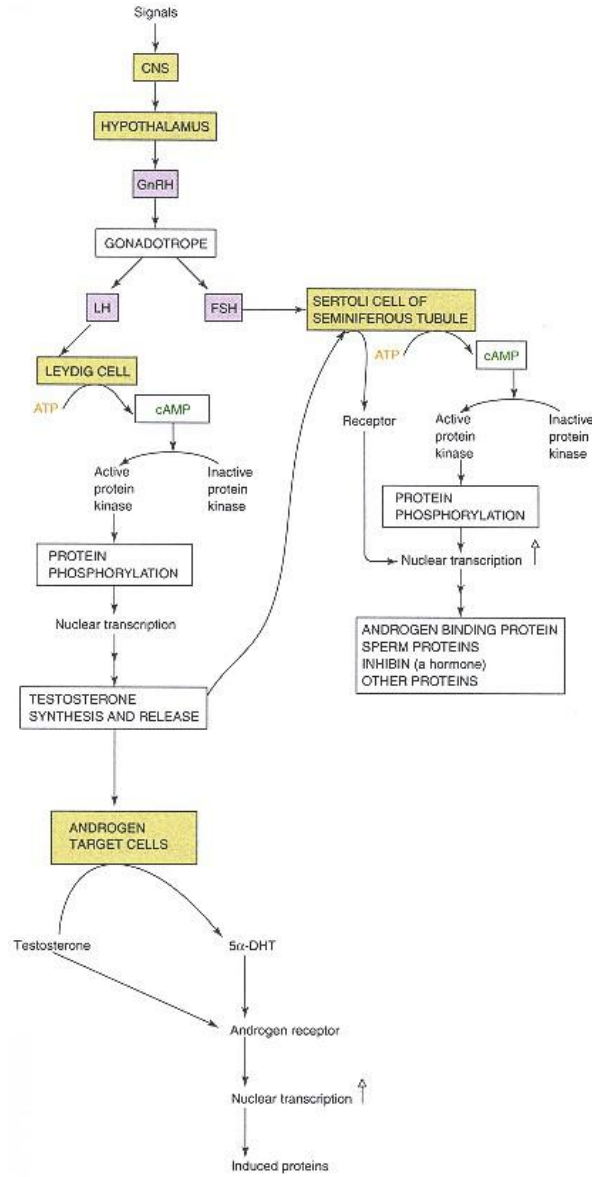 Signals
CNS
HYPOTHALAMUS
GnRH
GONADOTROPE
LH
FSH
SERTOLI CELL OF
SEMINIFEROUS TUBULE
LEYDIG CELL
ATP
cAMP
Active
protein
kinase
Inactive
protein
kinase
PROTEIN
PHOSPHORYLATION
Nuclear transcription
TESTOSTERONE
SYNTHESIS AND RELEASE
ATP
cAMP
Receptor
Active
protein
kinase
Inactive
protein
kinase
PROTEIN
PHOSPHORYLATION
Nuclear transcription
ANDROGEN BINDING PROTEIN
SPERM PROTEINS
INHIBIN (a hormone)
OTHER PROTEINS
ANDROGEN
TARGET CELLS
Testosterone
5α-DHT
Androgen receptor
Nuclear transcription
Induced proteins